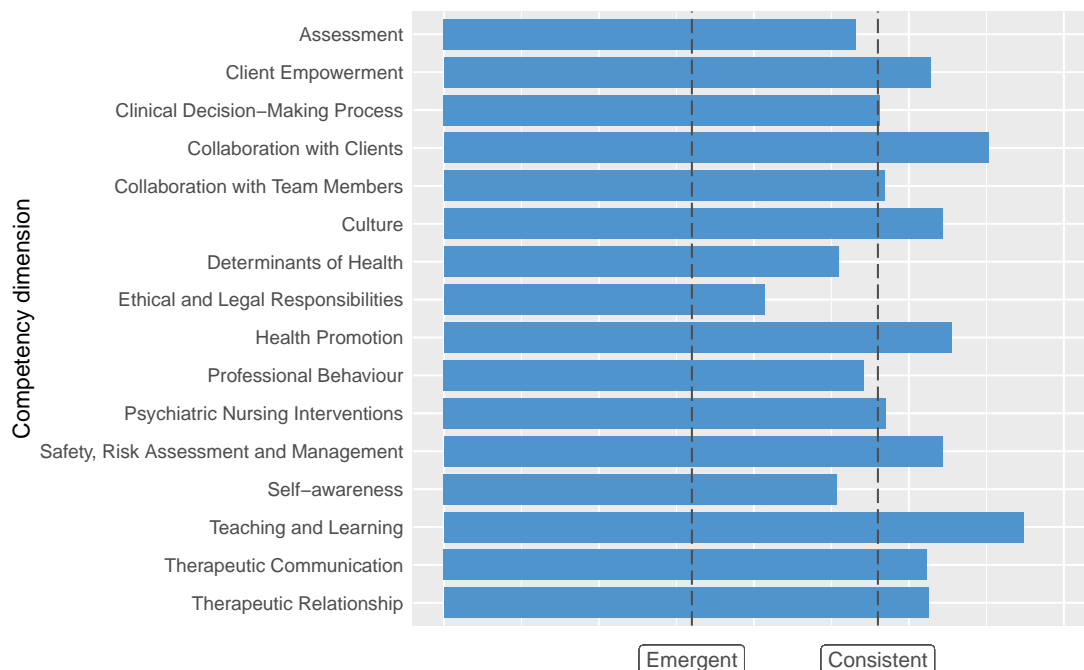 Competency dimension
Assessment
Client Empowerment
Clinical Decision−Making Process
Collaboration with Clients
Collaboration with Team Members
Culture
Determinants of Health
Ethical and Legal Responsibilities
Health Promotion
Professional Behaviour
Psychiatric Nursing Interventions
Safety, Risk Assessment and Management
Self−awareness
Teaching and Learning
Therapeutic Communication
Therapeutic Relationship
Emergent
Consistent